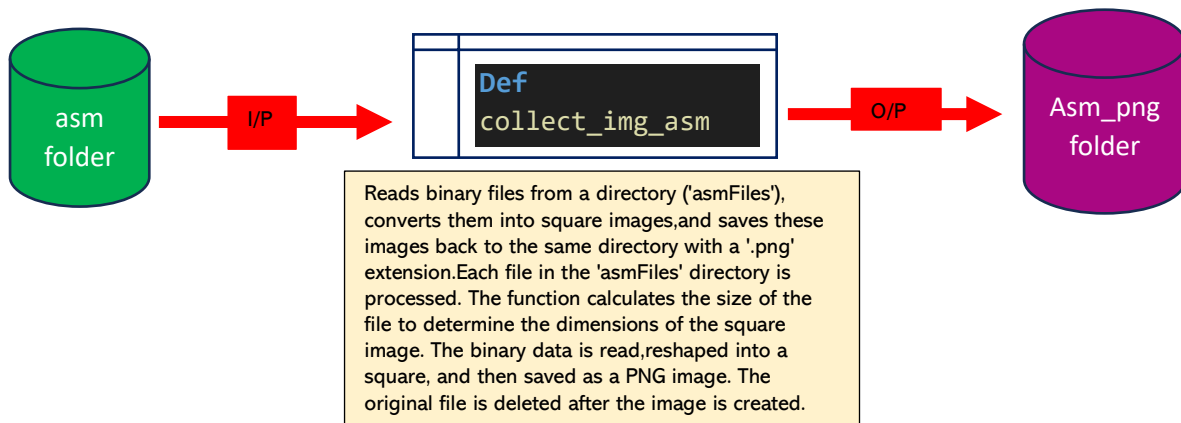 asm
folder
I/P
Def
collect_img_asm
O/P
Asm_png
folder
Reads binary files from a directory ('asmFiles'),
converts them into square images,and saves these
images back to the same directory with a '.png'
extension.Each file in the 'asmFiles' directory is
processed. The function calculates the size of the
file to determine the dimensions of the square
image. The binary data is read,reshaped into a
square, and then saved as a PNG image. The
original file is deleted after the image is created.